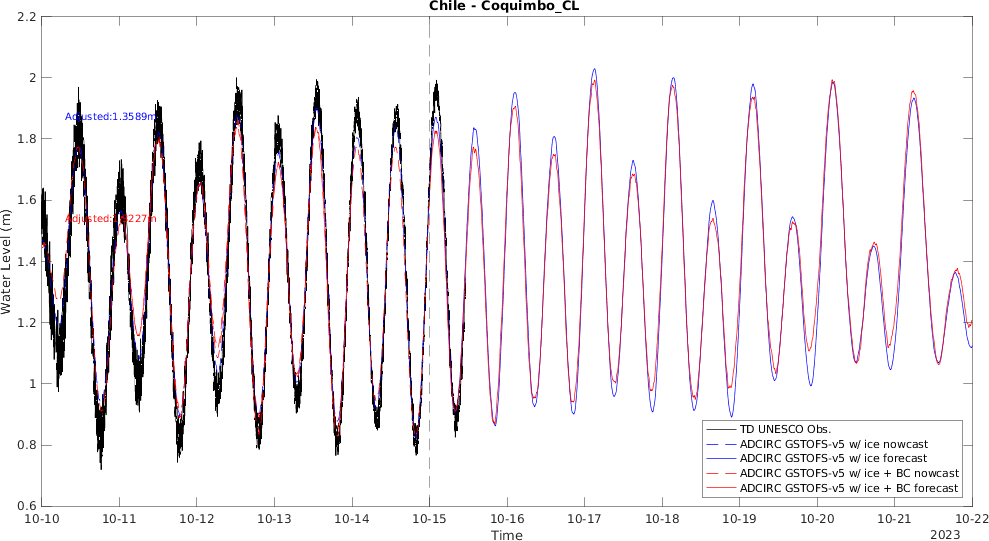 Chile - Coquimbo_CL
Water Level (m)
2.2
2
1.8
1.6
1.4
1.2
1
0.8
0.6
Adjusted:1.3589m
TD UNESCO Obs.
ADCIRC GSTOFS-v5 w/ ice nowcast
ADCIRC GSTOFS-v5 w/ ice forecast
ADCIRC GSTOFS-v5 w/ ice + BC nowcast
ADCIRC GSTOFS-v5 w/ ice + BC forecast
10-10 10-11 10-12 10-13 10-14 10-15 10-16 10-17 10-18 10-19 10-20 10-21 10-22
Time
2023